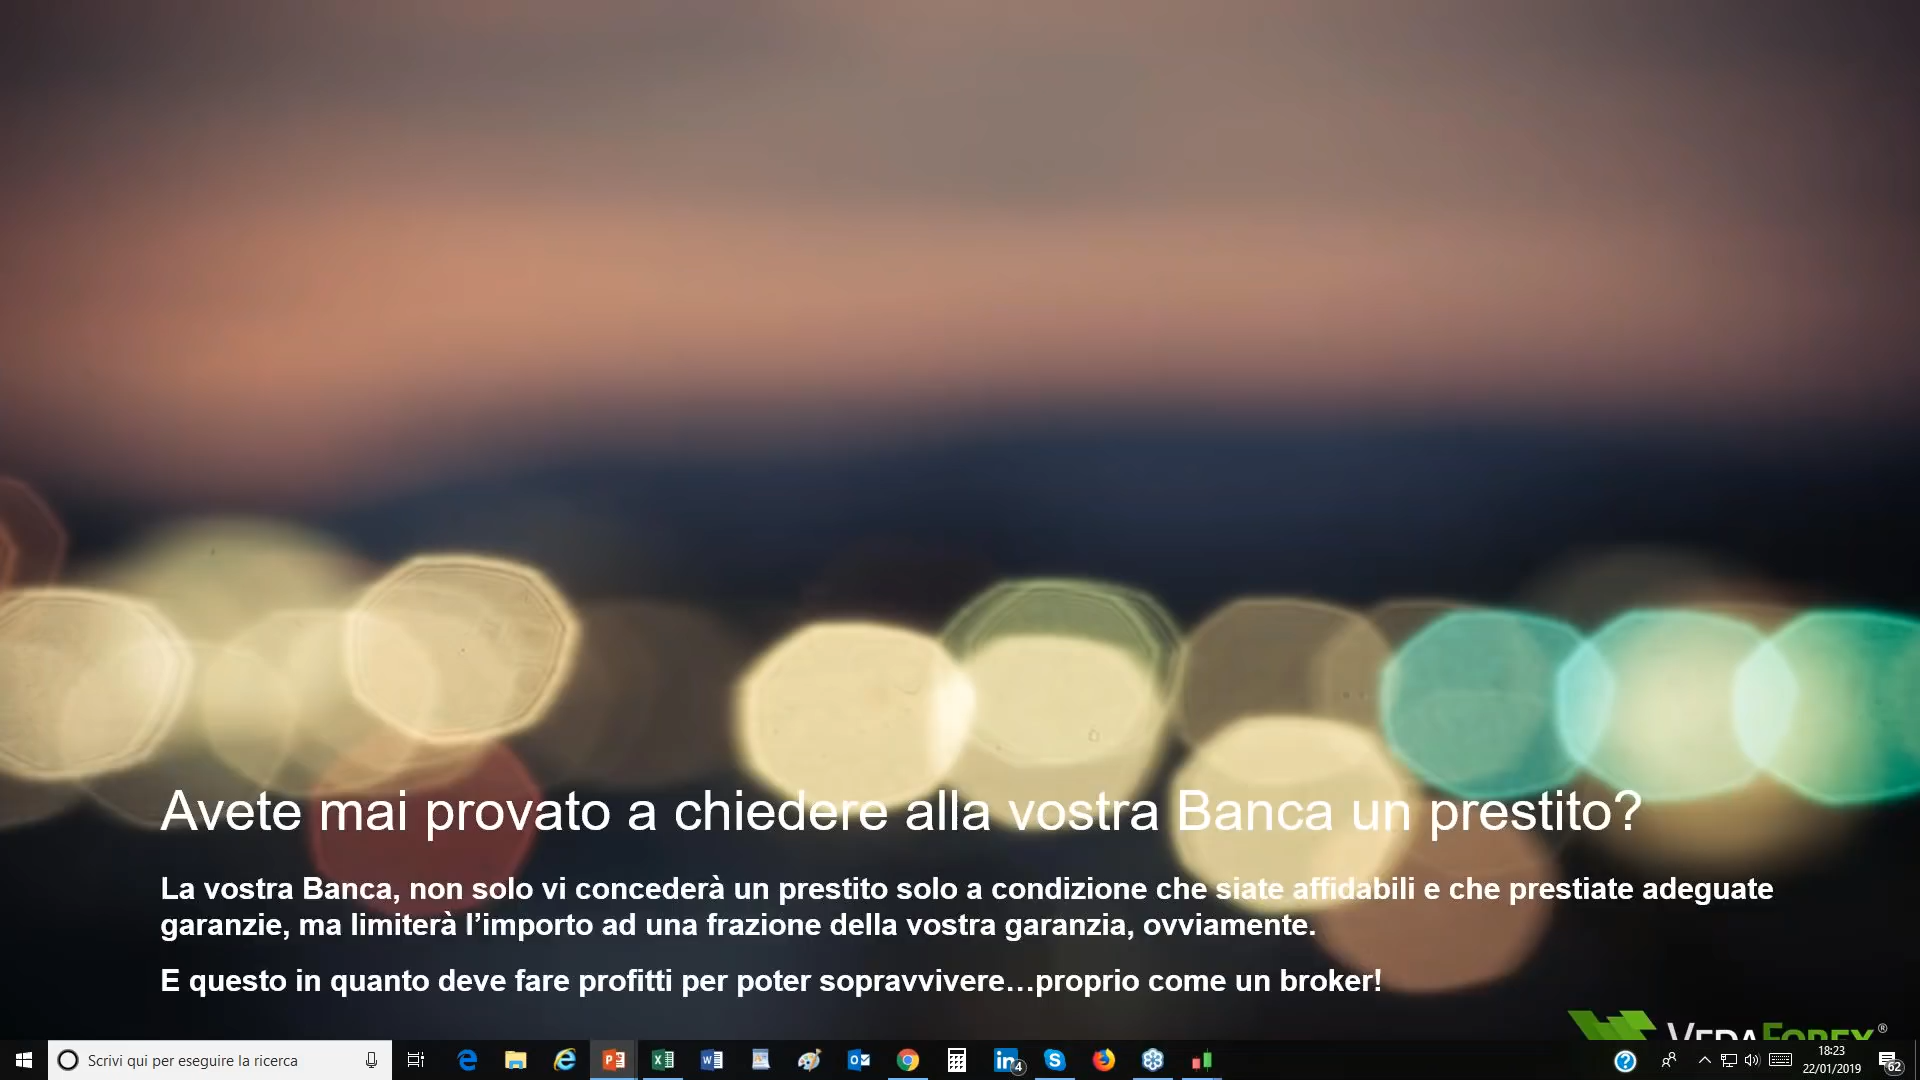 Avete mai provato a chiedere alla vostra Banca un prestito?
La vostra Banca, non solo vi concederà un prestito solo a condizione che siate affidabili e che prestiate adeguate
garanzie, ma limiterà l’importo ad una frazione della vostra garanzia, ovviamente.
E questo in quanto deve fare profitti per poter sopravvivere…proprio come un broker!
VEDAFOREX®
Scrivi qui per eseguire la ricerca
4
18:23
22/01/2019
62